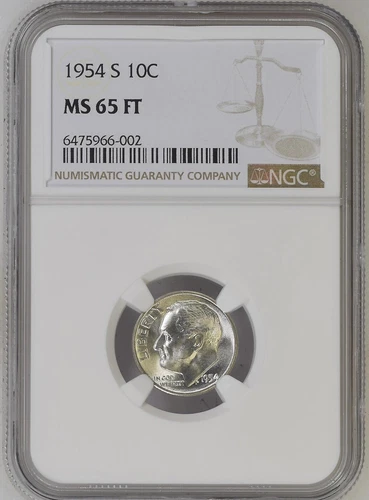 1954 S 10C
MS 65 FT
6475966-002
NUMISMATIC GUARANTY COMPANY NGC®
LIBERTY
IN GOD
WE TRUST
1954